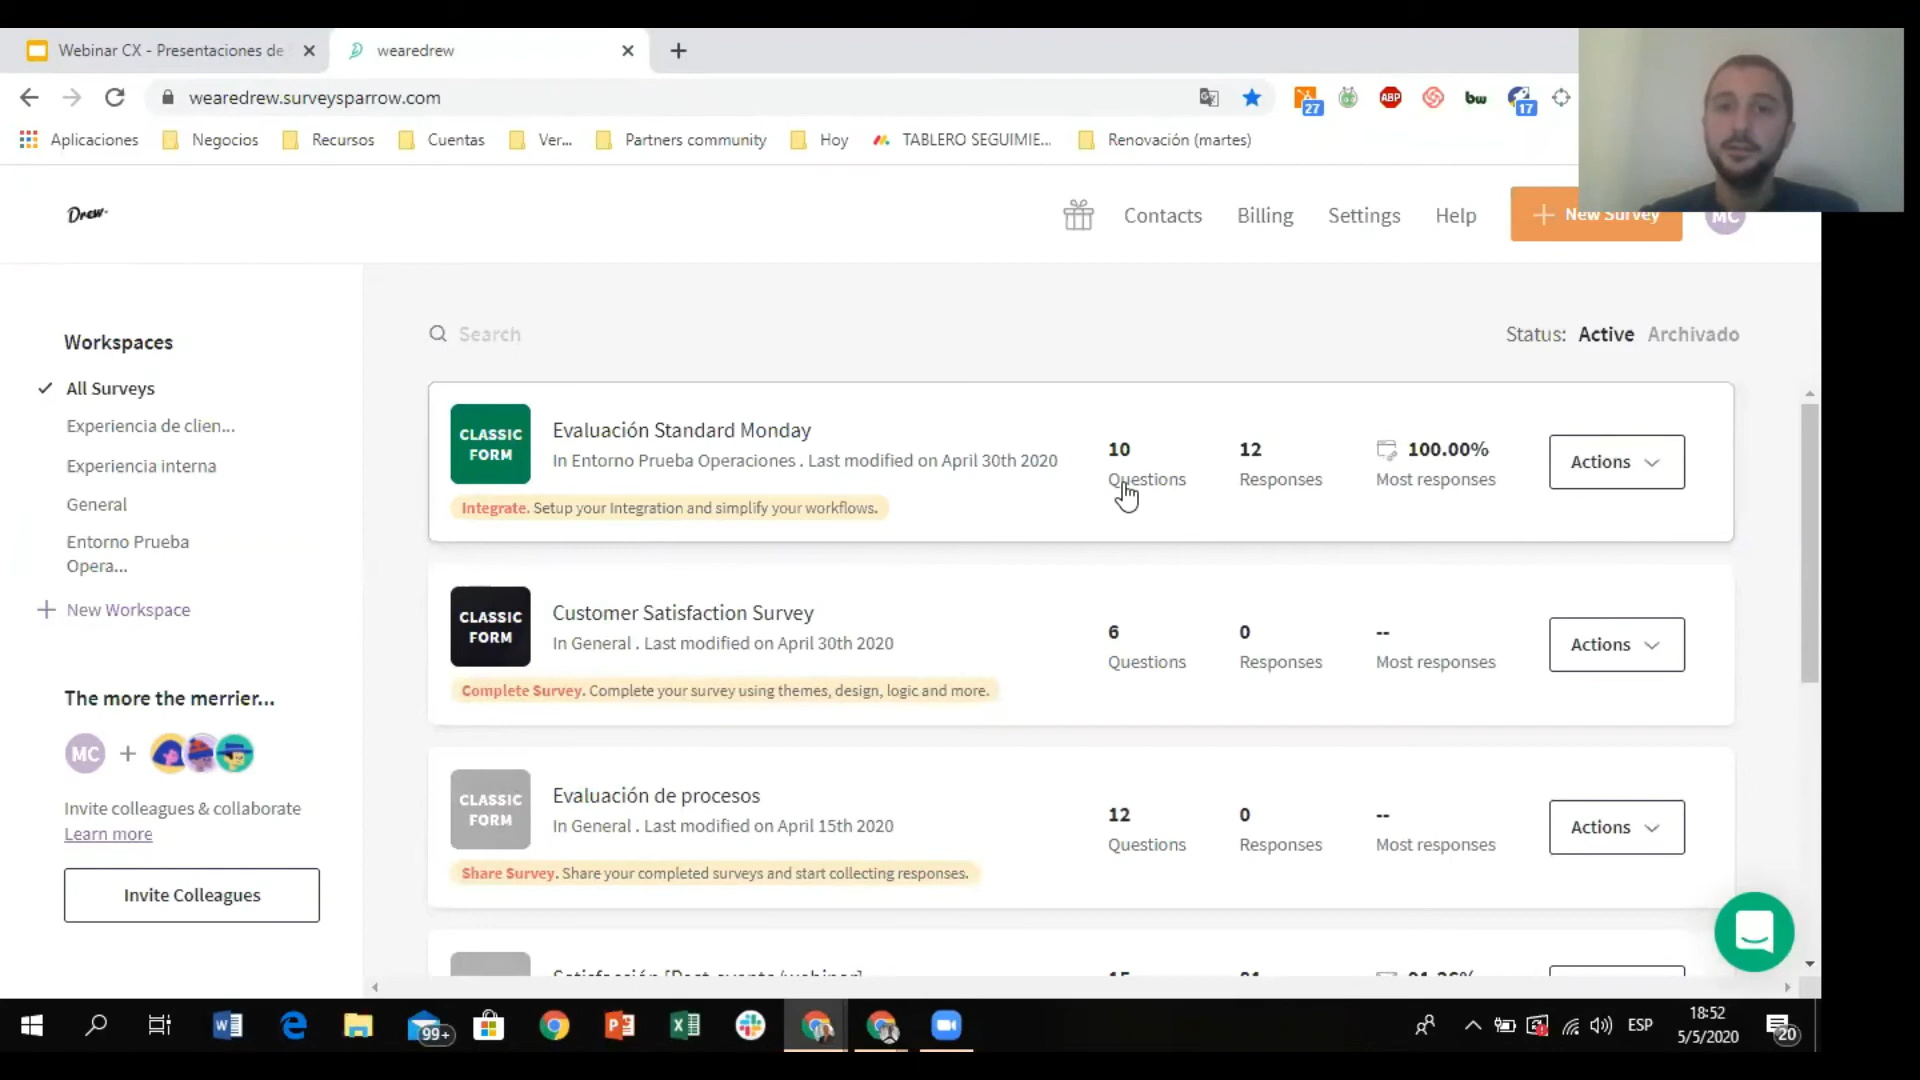 Webinar CX - Presentaciones de
wearedrew
wearedrew.surveysparrow.com
27
ABP
bw
17
Aplicaciones
Negocios
Recursos
Cuentas
Ver...
Partners community
Hoy
TABLERO SEGUIMIE...
Renovación (martes)
Drew
Contacts
Billing
Settings
Help
New Survey
MC
Workspaces
All Surveys
Experiencia de clien...
Experiencia interna
General
Entorno Prueba
Opera...
New Workspace
The more the merrier...
MC
Invite colleagues & collaborate
Learn more
Invite Colleagues
Search
Status: Active Archivado
CLASSIC
FORM
Evaluación Standard Monday
In Entorno Prueba Operaciones . Last modified on April 30th 2020
Integrate. Setup your Integration and simplify your workflows.
10
Questions
12
Responses
100.00%
Most responses
Actions
CLASSIC
FORM
Customer Satisfaction Survey
In General . Last modified on April 30th 2020
Complete Survey. Complete your survey using themes, design, logic and more.
6
Questions
0
Responses
--
Most responses
Actions
CLASSIC
FORM
Evaluación de procesos
In General . Last modified on April 15th 2020
Share Survey. Share your completed surveys and start collecting responses.
12
Questions
0
Responses
--
Most responses
Actions
99+
ESP
18:52
5/5/2020
20